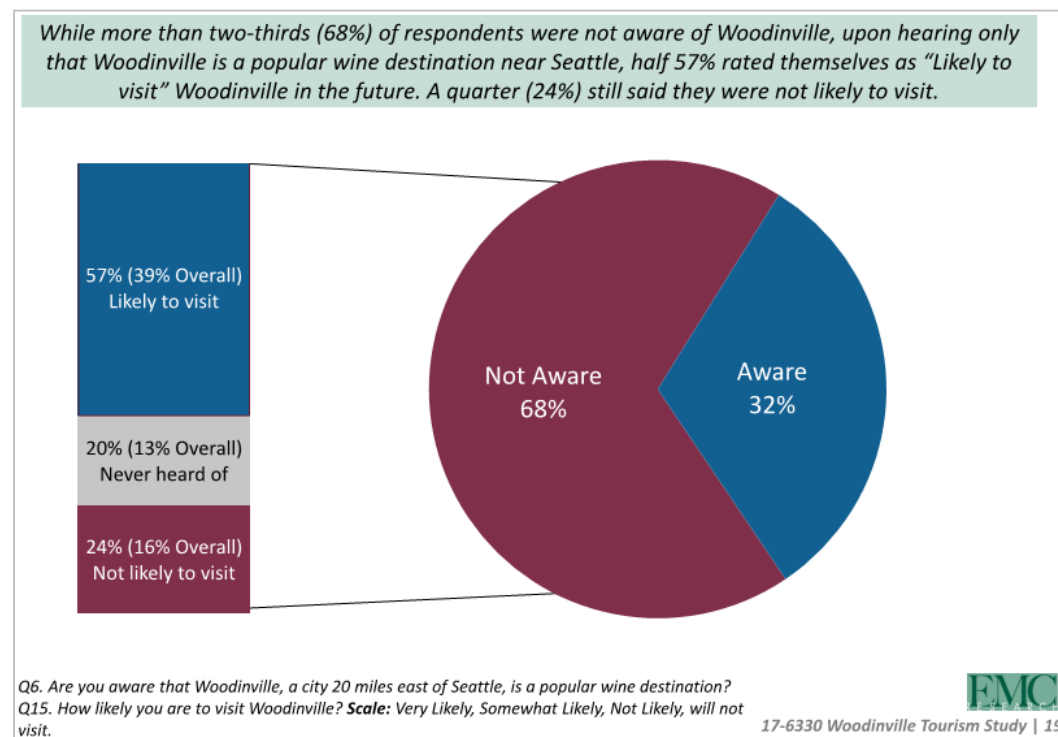 While more than two-thirds (68%) of respondents were not aware of Woodinville, upon hearing only
that Woodinville is a popular wine destination near Seattle, half 57% rated themselves as “Likely to
visit” Woodinville in the future. A quarter (24%) still said they were not likely to visit.
57% (39% Overall)
Likely to visit
20% (13% Overall)
Never heard of
24% (16% Overall)
Not likely to visit
Not Aware
68%
Aware
32%
Q6. Are you aware that Woodinville, a city 20 miles east of Seattle, is a popular wine destination?
Q15. How likely you are to visit Woodinville? Scale: Very Likely, Somewhat Likely, Not Likely, will not
visit.
EMC
RESEARCH
17-6330 Woodinville Tourism Study | 19